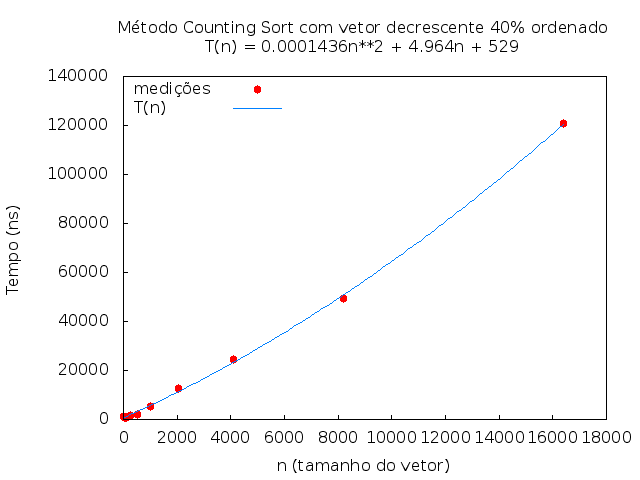 Método Counting Sort com vetor decrescente 40% ordenado
T(n) = 0.0001436n**2 + 4.964n + 529
medições
T(n)
140000
120000
100000
80000
60000
40000
20000
0
Tempo (ns)
0 2000 4000 6000 8000 10000 12000 14000 16000 18000
n (tamanho do vetor)